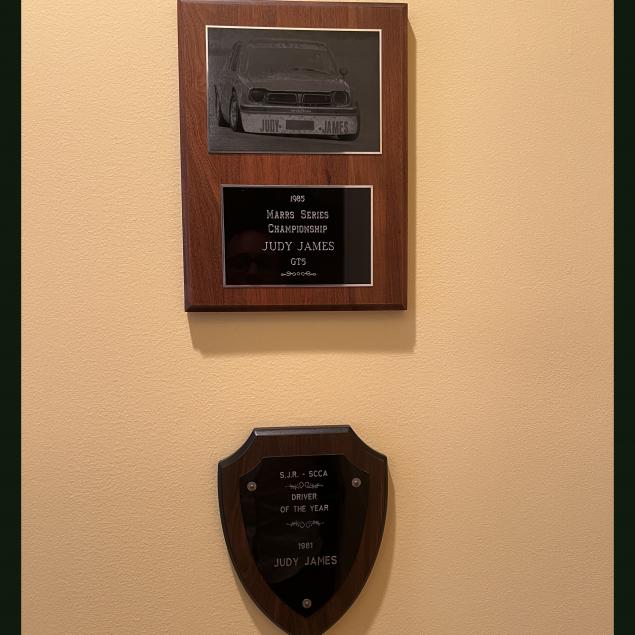 JUDY JAMES
1985
MARRS SERIES
CHAMPIONSHIP
JUDY JAMES
GT5
S.J.R. - SCCA
DRIVER
OF THE YEAR
1981
JUDY JAMES